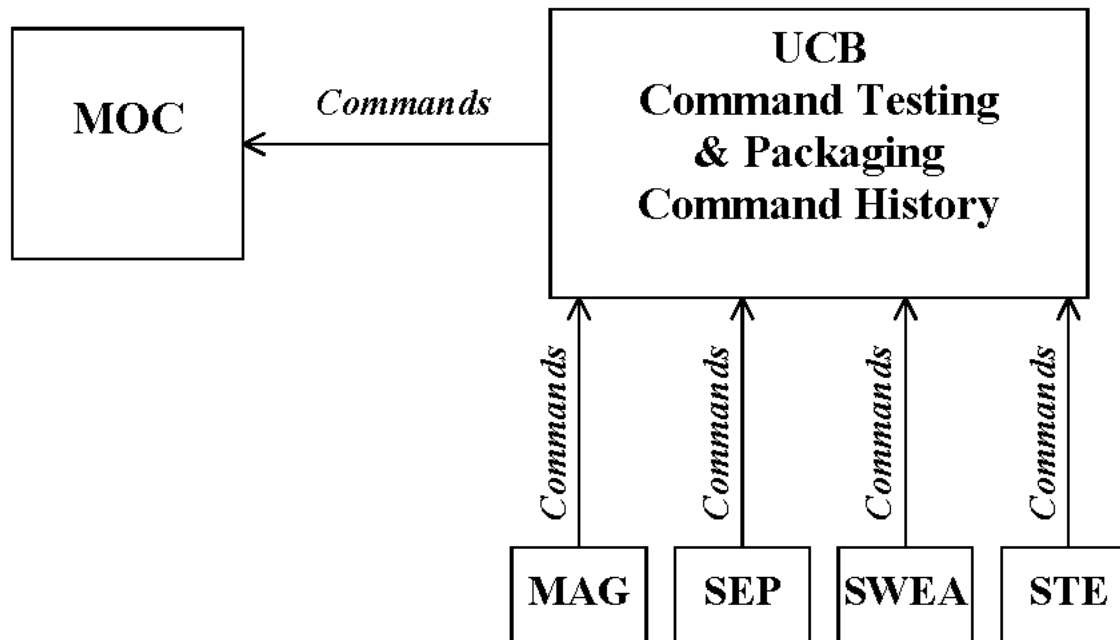 MOC
Commands
UCB
Command Testing
& Packaging
Command History
Commands
Commands
Commands
Commands
MAG
SEP
SWEA
STE